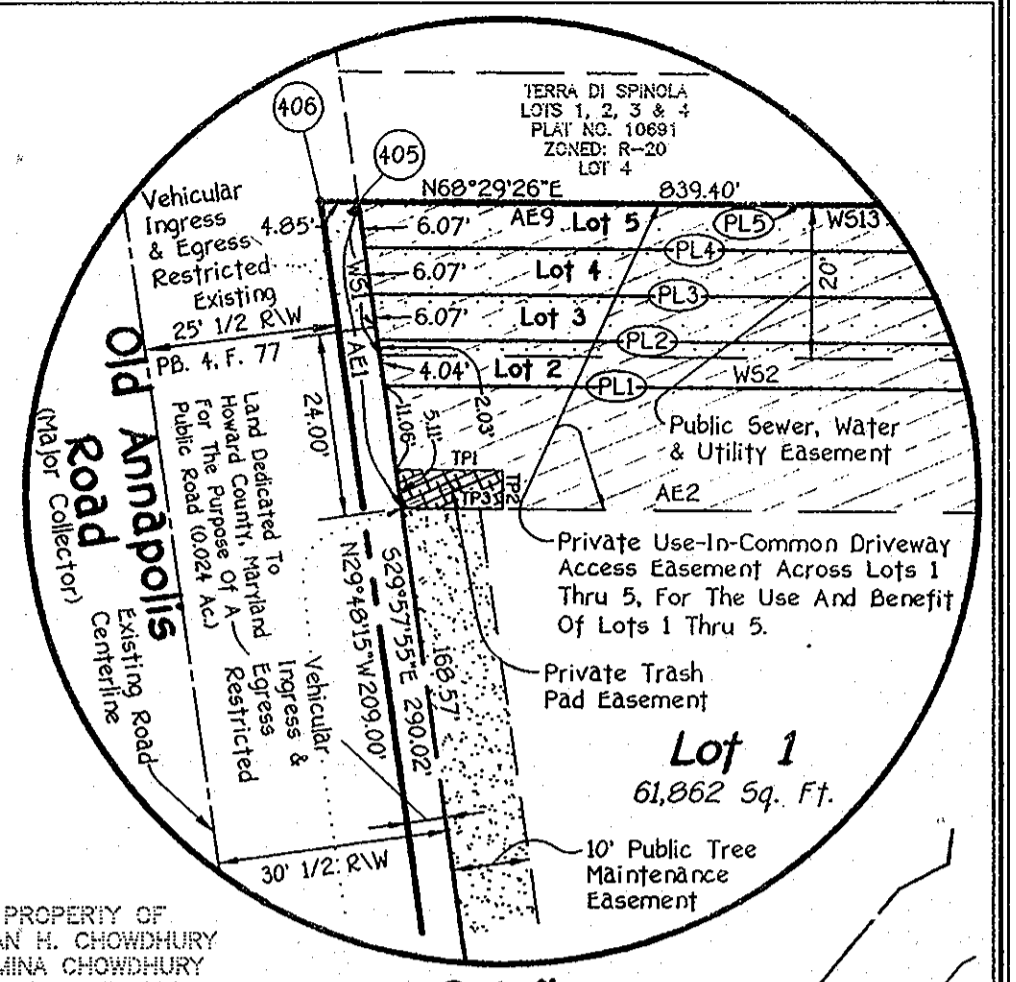 TERRA DI SPINOLA
LOTS 1, 2, 3 & 4
PLAT NO. 10691
ZONED: R-20
LOT 4
406
405
N68°29'26"E 839.40'
Vehicular
Ingress
& Egress
Restricted
4.85'
Existing
25' 1/2 R\W
PB. 4, F. 77
6.07' AE9 Lot 5 PL5 WS13
6.07' Lot 4 PL4
6.07' Lot 3 PL3
4.04' Lot 2 PL2
PL1 WS2
20'
WS1
AE1
2.03'
11.06'
5.11'
TP1
TP2
TP3
AE2
24.00'
Public Sewer, Water
& Utility Easement
Private Use-In-Common Driveway
Access Easement Across Lots 1
Thru 5, For The Use And Benefit
Of Lots 1 Thru 5.
Private Trash
Pad Easement
Lot 1
61,862 Sq. Ft.
10' Public Tree
Maintenance
Easement
Old Annapolis
Road
(Major Collector)
Existing Road
Centerline
Land Dedicated To
Howard County, Maryland
For The Purpose Of A
Public Road (0.024 Ac.)
Vehicular
Ingress &
Egress
Restricted
N29°48'15"W 209.00'
S29°57'55"E 290.02'
168.57'
30' 1/2 R\W
PROPERTY OF
AN H. CHOWDHURY
MINA CHOWDHURY